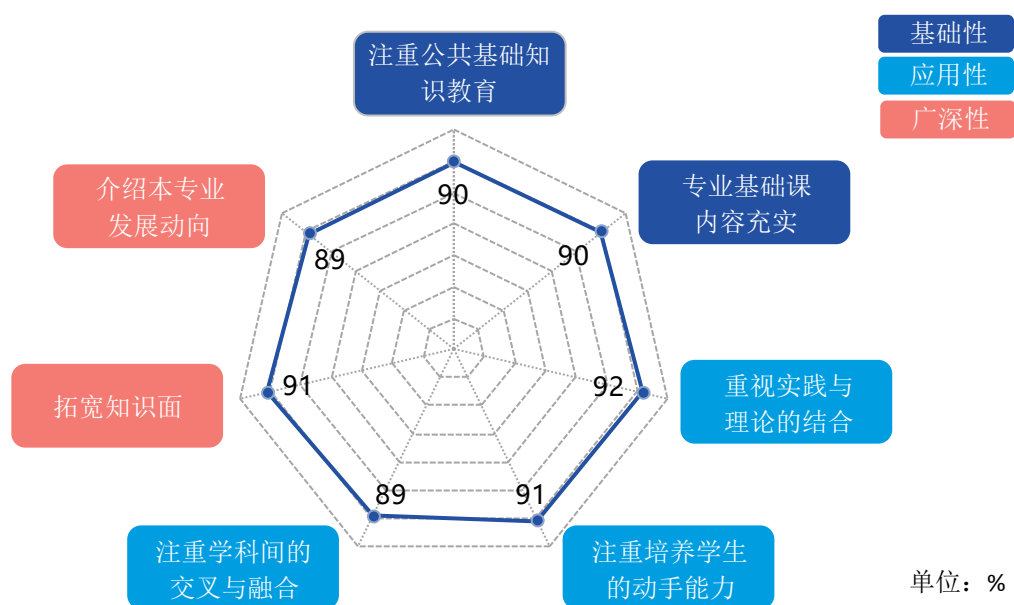 基础性
应用性
广深性
注重公共基础知
识教育
专业基础课
内容充实
重视实践与
理论的结合
注重培养学生
的动手能力
注重学科间的
交叉与融合
拓宽知识面
介绍本专业
发展动向
90
90
92
91
89
91
89
单位：%